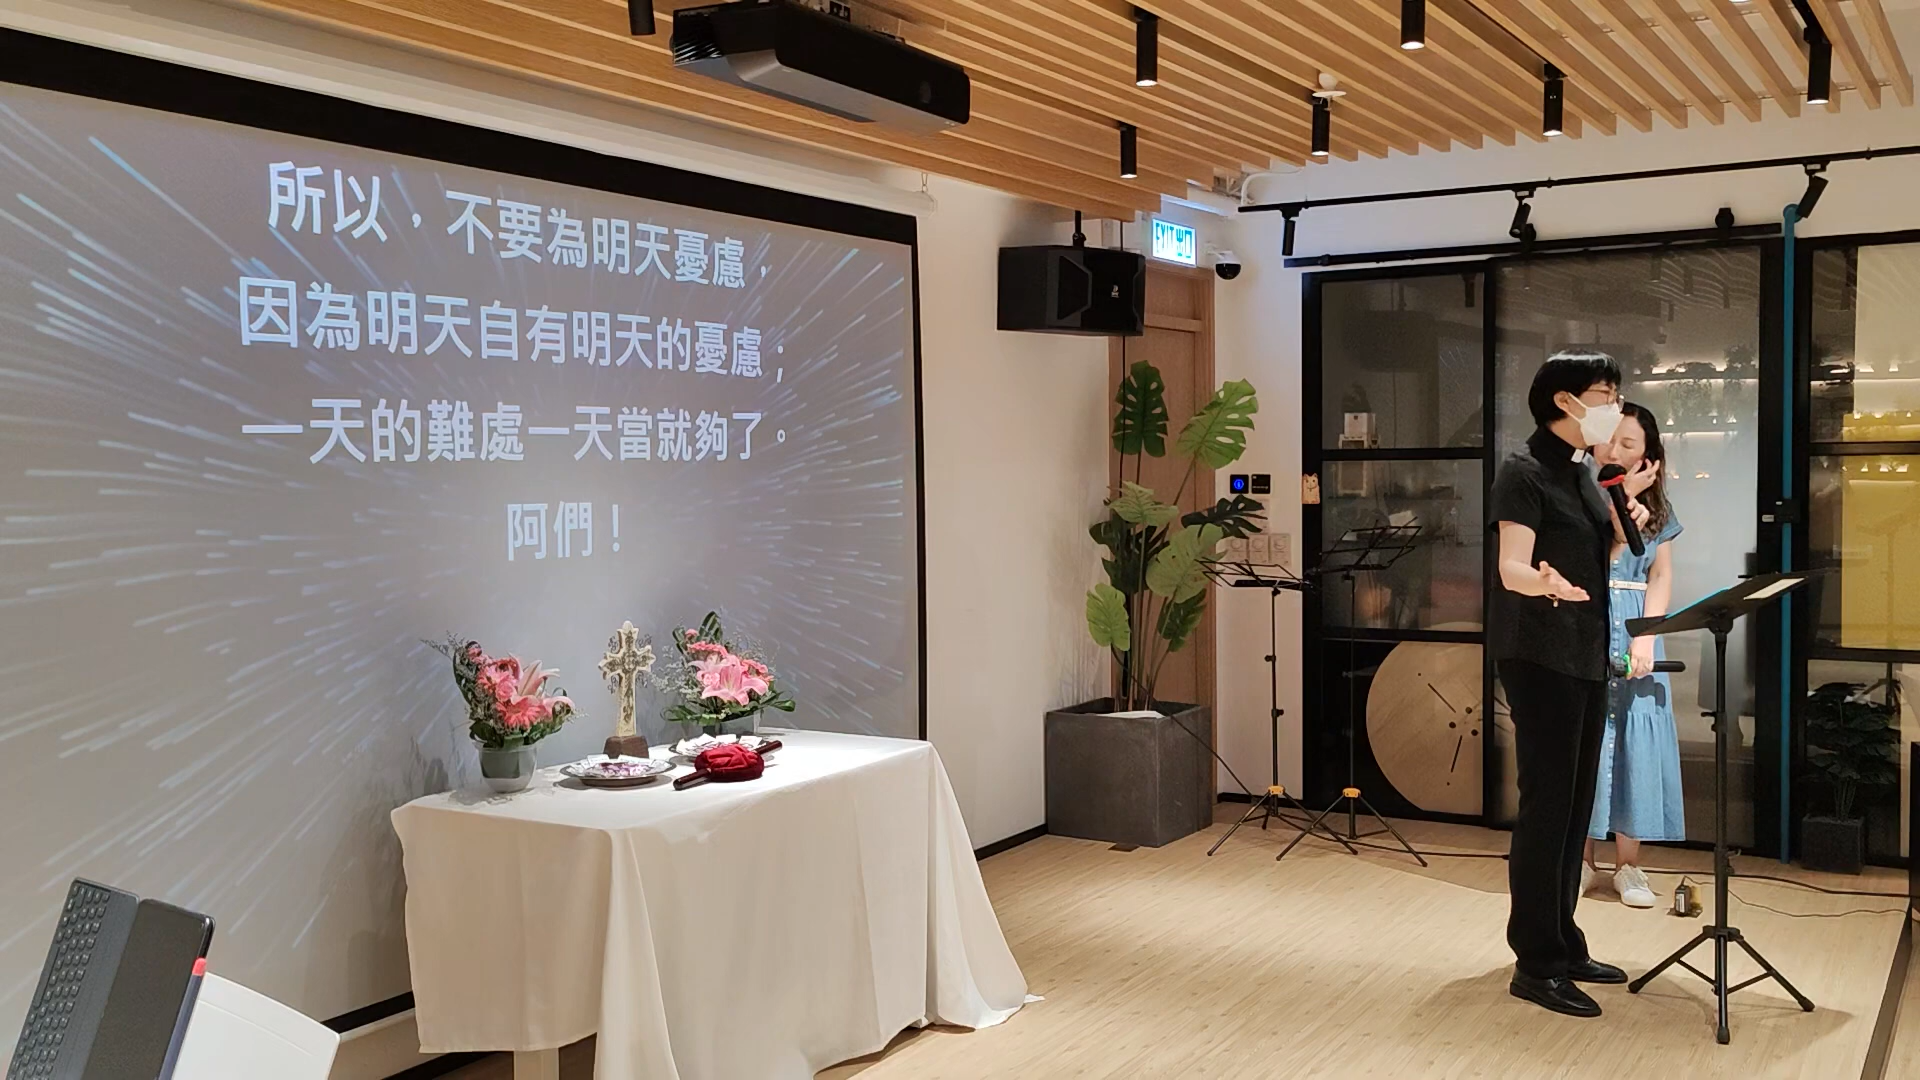 所以，不要為明天憂慮，
因為明天自有明天的憂慮；
一天的難處一天當就夠了。
阿們！
EXIT 出口